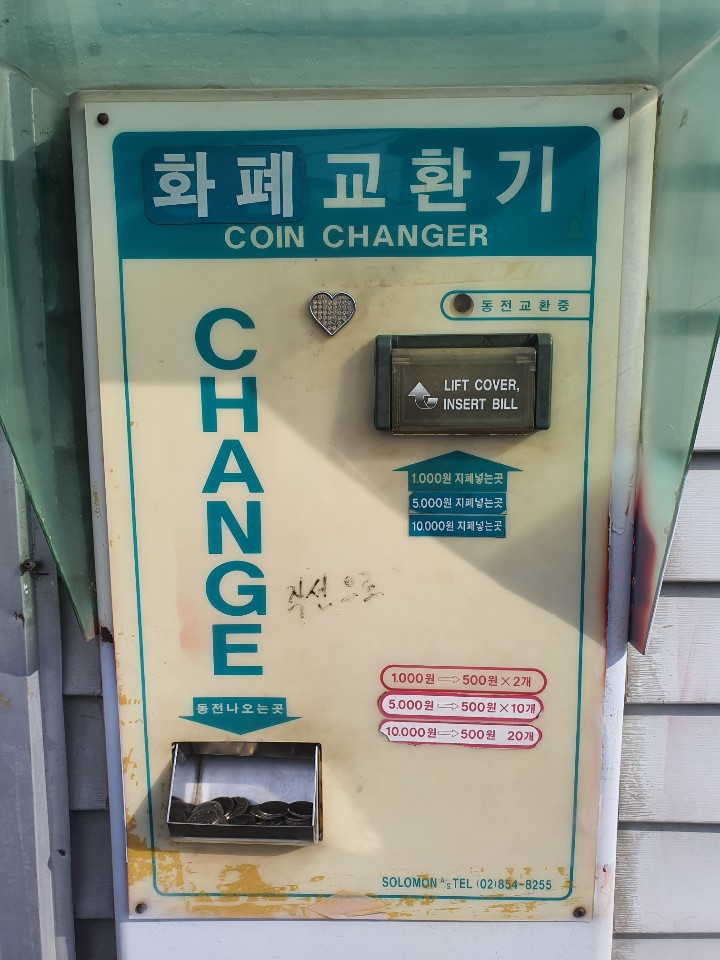 화폐교환기
COIN CHANGER
동전교환중
LIFT COVER,
INSERT BILL
1.000원 지폐넣는곳
5.000원 지폐넣는곳
10.000원 지폐넣는곳
CHANGE
직선으로
1.000원⇨500원×2개
5.000원⇨500원×10개
10.000원⇨500원 20개
동전나오는곳
SOLOMON A/S TEL (02)854-8255